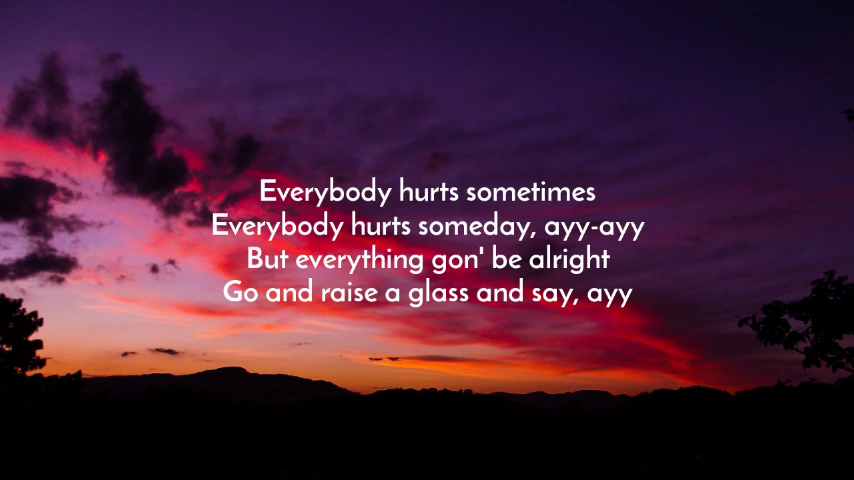 Everybody hurts sometimes
Everybody hurts someday, ayy-ayy
But everything gon' be alright
Go and raise a glass and say, ayy